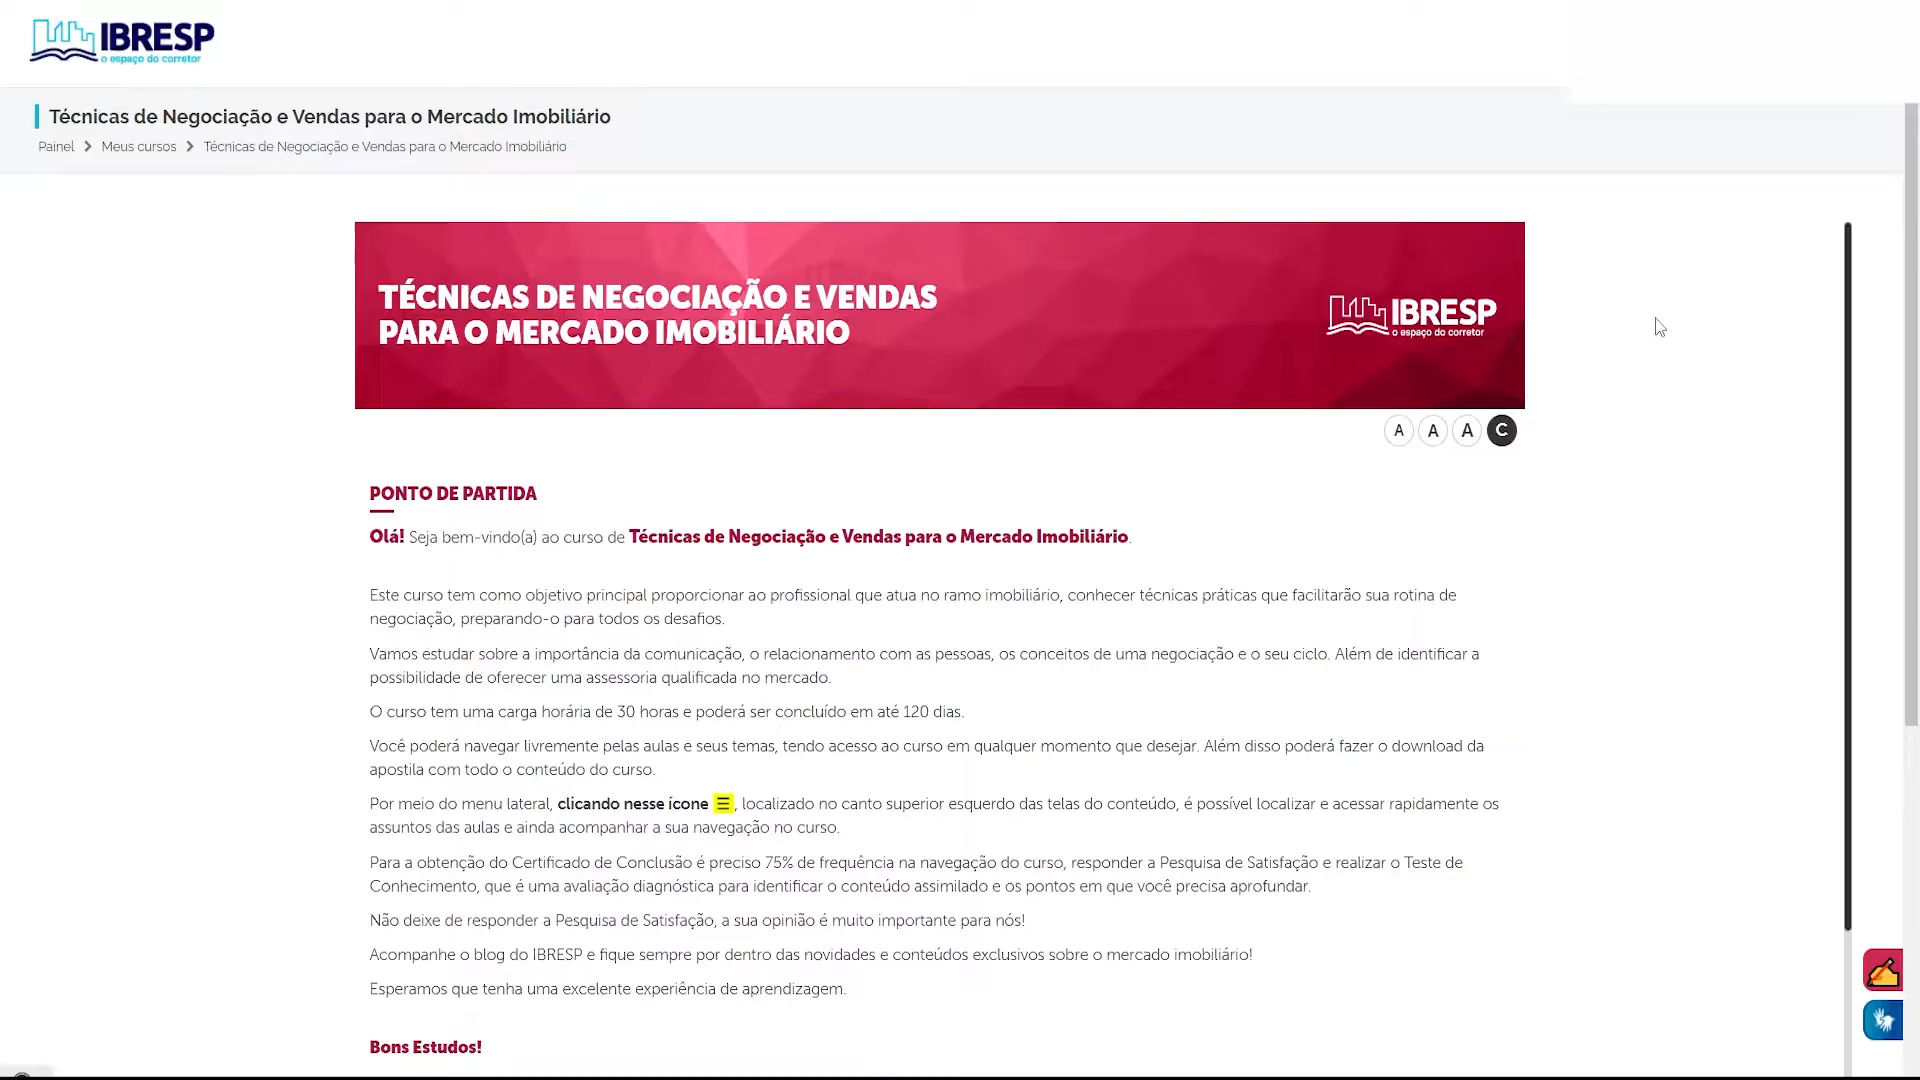 IBRESP
o espaço do corretor
Técnicas de Negociação e Vendas para o Mercado Imobiliário
Painel > Meus cursos > Técnicas de Negociação e Vendas para o Mercado Imobiliário
TÉCNICAS DE NEGOCIAÇÃO E VENDAS
PARA O MERCADO IMOBILIÁRIO
IBRESP
o espaço do corretor
A A A C
PONTO DE PARTIDA
Olá! Seja bem-vindo(a) ao curso de Técnicas de Negociação e Vendas para o Mercado Imobiliário.
Este curso tem como objetivo principal proporcionar ao profissional que atua no ramo imobiliário, conhecer técnicas práticas que facilitarão sua rotina de
negociação, preparando-o para todos os desafios.
Vamos estudar sobre a importância da comunicação, o relacionamento com as pessoas, os conceitos de uma negociação e o seu ciclo. Além de identificar a
possibilidade de oferecer uma assessoria qualificada no mercado.
O curso tem uma carga horária de 30 horas e poderá ser concluído em até 120 dias.
Você poderá navegar livremente pelas aulas e seus temas, tendo acesso ao curso em qualquer momento que desejar. Além disso poderá fazer o download da
apostila com todo o conteúdo do curso.
Por meio do menu lateral, clicando nesse ícone ☰, localizado no canto superior esquerdo das telas do conteúdo, é possível localizar e acessar rapidamente os
assuntos das aulas e ainda acompanhar a sua navegação no curso.
Para a obtenção do Certificado de Conclusão é preciso 75% de frequência na navegação do curso, responder a Pesquisa de Satisfação e realizar o Teste de
Conhecimento, que é uma avaliação diagnóstica para identificar o conteúdo assimilado e os pontos em que você precisa aprofundar.
Não deixe de responder a Pesquisa de Satisfação, a sua opinião é muito importante para nós!
Acompanhe o blog do IBRESP e fique sempre por dentro das novidades e conteúdos exclusivos sobre o mercado imobiliário!
Esperamos que tenha uma excelente experiência de aprendizagem.
Bons Estudos!